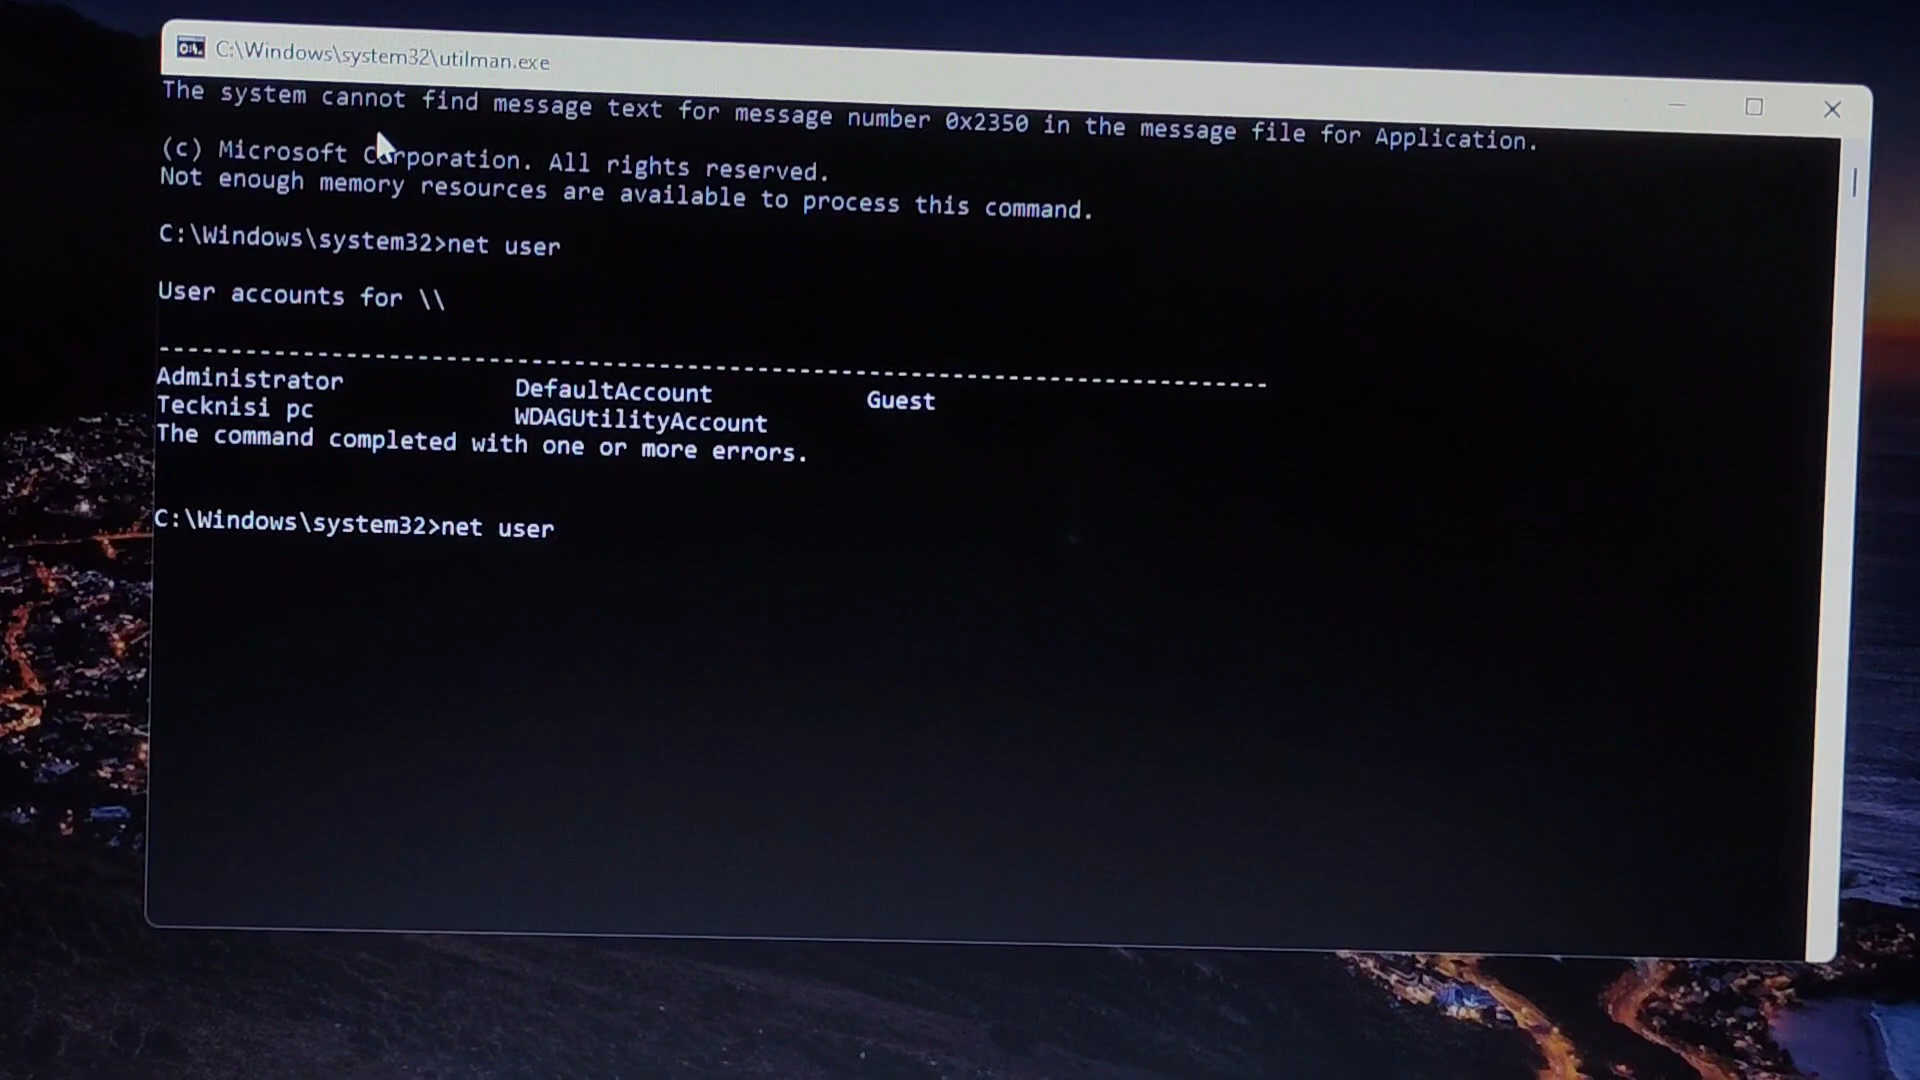 C:\Windows\system32\utilman.exe
The system cannot find message text for message number 0x2350 in the message file for Application.
(c) Microsoft Corporation. All rights reserved.
Not enough memory resources are available to process this command.
C:\Windows\system32>net user
User accounts for \\
-------------------------------------------------------------------------------
Administrator DefaultAccount Guest
Tecknisi pc WDAGUtilityAccount
The command completed with one or more errors.
C:\Windows\system32>net user